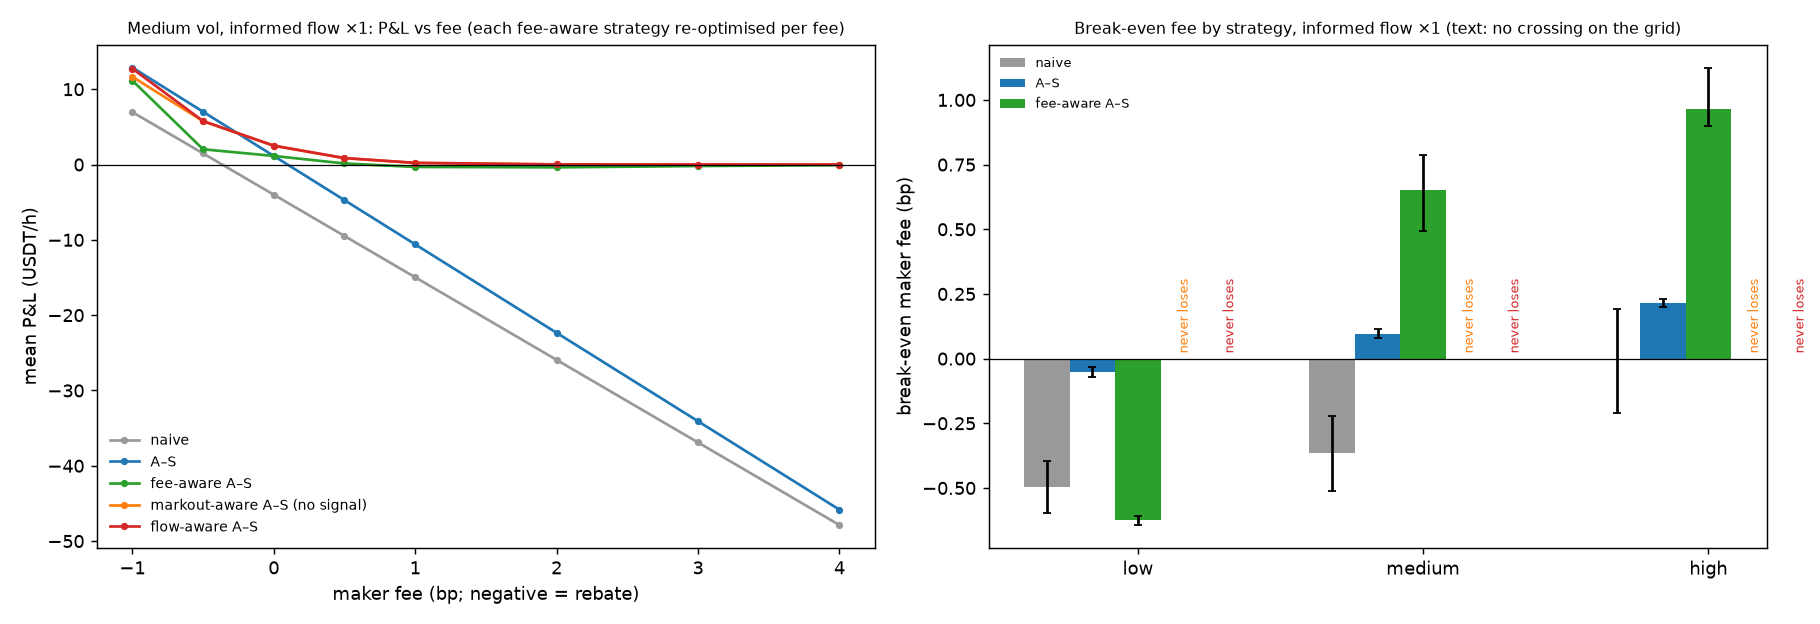 Medium vol, informed flow ×1: P&L vs fee (each fee-aware strategy re-optimised per fee)
mean P&L (USDT/h)
10
0
−10
−20
−30
−40
−50
naive
A–S
fee-aware A–S
markout-aware A–S (no signal)
flow-aware A–S
−1
0
1
2
3
4
maker fee (bp; negative = rebate)
Break-even fee by strategy, informed flow ×1 (text: no crossing on the grid)
break-even maker fee (bp)
1.00
0.75
0.50
0.25
0.00
−0.25
−0.50
naive
A–S
fee-aware A–S
never loses
never loses
never loses
never loses
never loses
never loses
low
medium
high